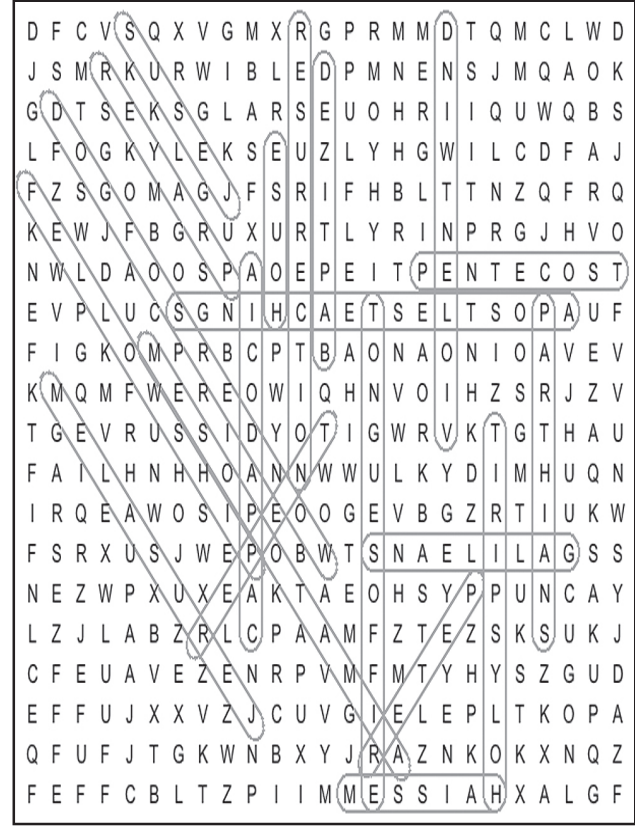 D F C V S Q X V G M X R G P R M M D T Q M C L W D
J S M R K U R W I B L E D P M N E N S J M Q A O K
G D T S E K S G L A R S E U O H R I I Q U W Q B S
L F O G K Y L E K S E U Z L Y H G W I L C D F A J
F Z S G O M A G J F S R I F H B L T T N Z Q F R Q
K E W J F B G R U X U R T L Y R I N P R G J H V O
N W L D A O O S P A O E P E I T P E N T E C O S T
E V P L U C S G N I H C A E T S E L T S O P A U F
F I G K O M P R B C P T B A O N A O N I O A V E V
K M Q M F W E R E O W I Q H N V O I H Z S R J Z V
T G E V R U S S I D Y O T I G W R V K T G T H A U
F A I L H N H H O A N N W W U L K Y D I M H U Q N
I R Q E A W O S I P E O O G E V B G Z R T I U K W
F S R X U S J W E P O B W T S N A E L I L A G S S
N E Z W P X U X E A K T A E O H S Y P P U N C A Y
L Z J L A B Z R L C P A A M F Z T E Z S K S U K J
C F E U A V E Z E N R P V M F M T Y H Y S Z G U D
E F F U J X X V Z J C U V G I E L E P L T K O P A
Q F U F J T G K W N B X Y J R A Z N K O K X N Q Z
F E F F C B L T Z P I I M M E S S I A H X A L G F